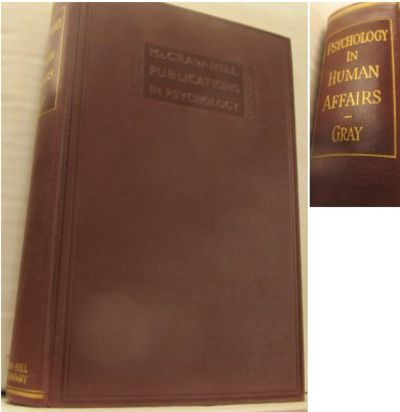 McGRAW-HILL
PUBLICATIONS
IN PSYCHOLOGY
PSYCHOLOGY
IN
HUMAN
AFFAIRS
-
GRAY